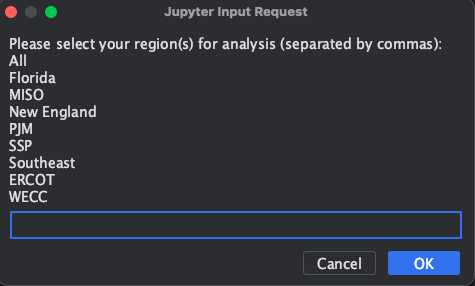 Jupyter Input Request
Please select your region(s) for analysis (separated by commas):
All
Florida
MISO
New England
PJM
SSP
Southeast
ERCOT
WECC
Cancel
OK